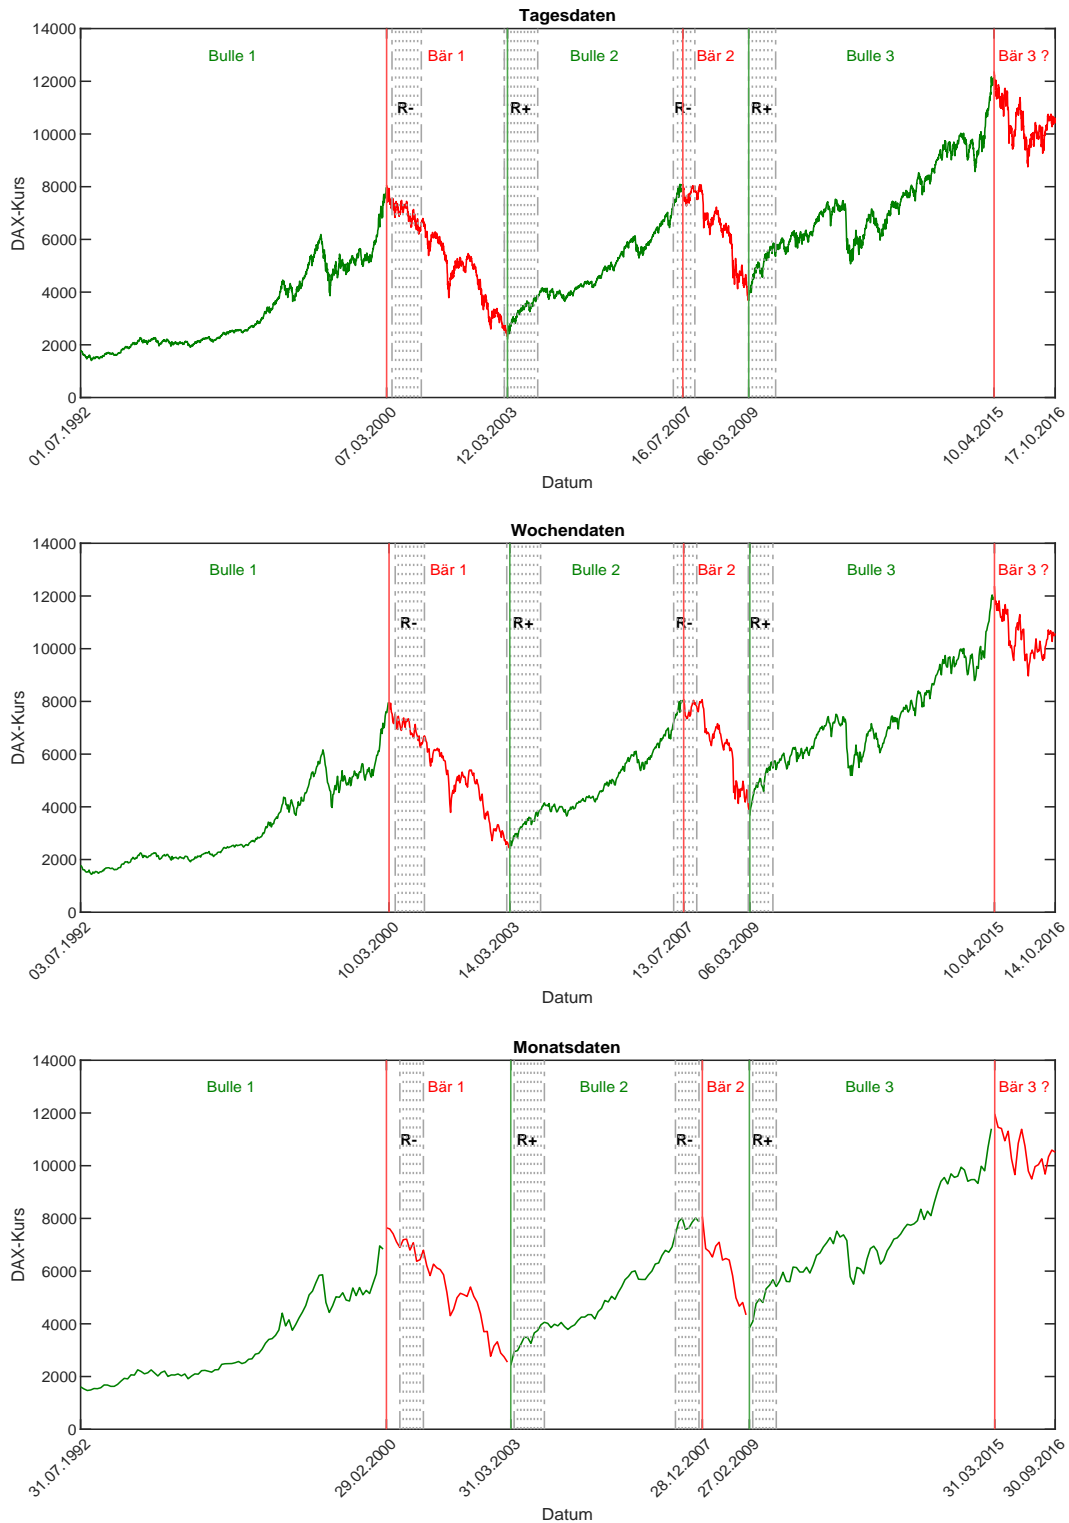 Tagesdaten
14000
12000
10000
8000
6000
4000
2000
0
DAX-Kurs
Bulle 1
Bär 1
Bulle 2
Bär 2
Bulle 3
Bär 3 ?
R-
R+
R-
R+
01.07.1992
07.03.2000
12.03.2003
16.07.2007
06.03.2009
10.04.2015
17.10.2016
Datum
Wochendaten
14000
12000
10000
8000
6000
4000
2000
0
DAX-Kurs
Bulle 1
Bär 1
Bulle 2
Bär 2
Bulle 3
Bär 3 ?
R-
R+
R-
R+
03.07.1992
10.03.2000
14.03.2003
13.07.2007
06.03.2009
10.04.2015
14.10.2016
Datum
Monatsdaten
14000
12000
10000
8000
6000
4000
2000
0
DAX-Kurs
Bulle 1
Bär 1
Bulle 2
Bär 2
Bulle 3
Bär 3 ?
R-
R+
R-
R+
31.07.1992
29.02.2000
31.03.2003
28.12.2007
27.02.2009
31.03.2015
30.09.2016
Datum